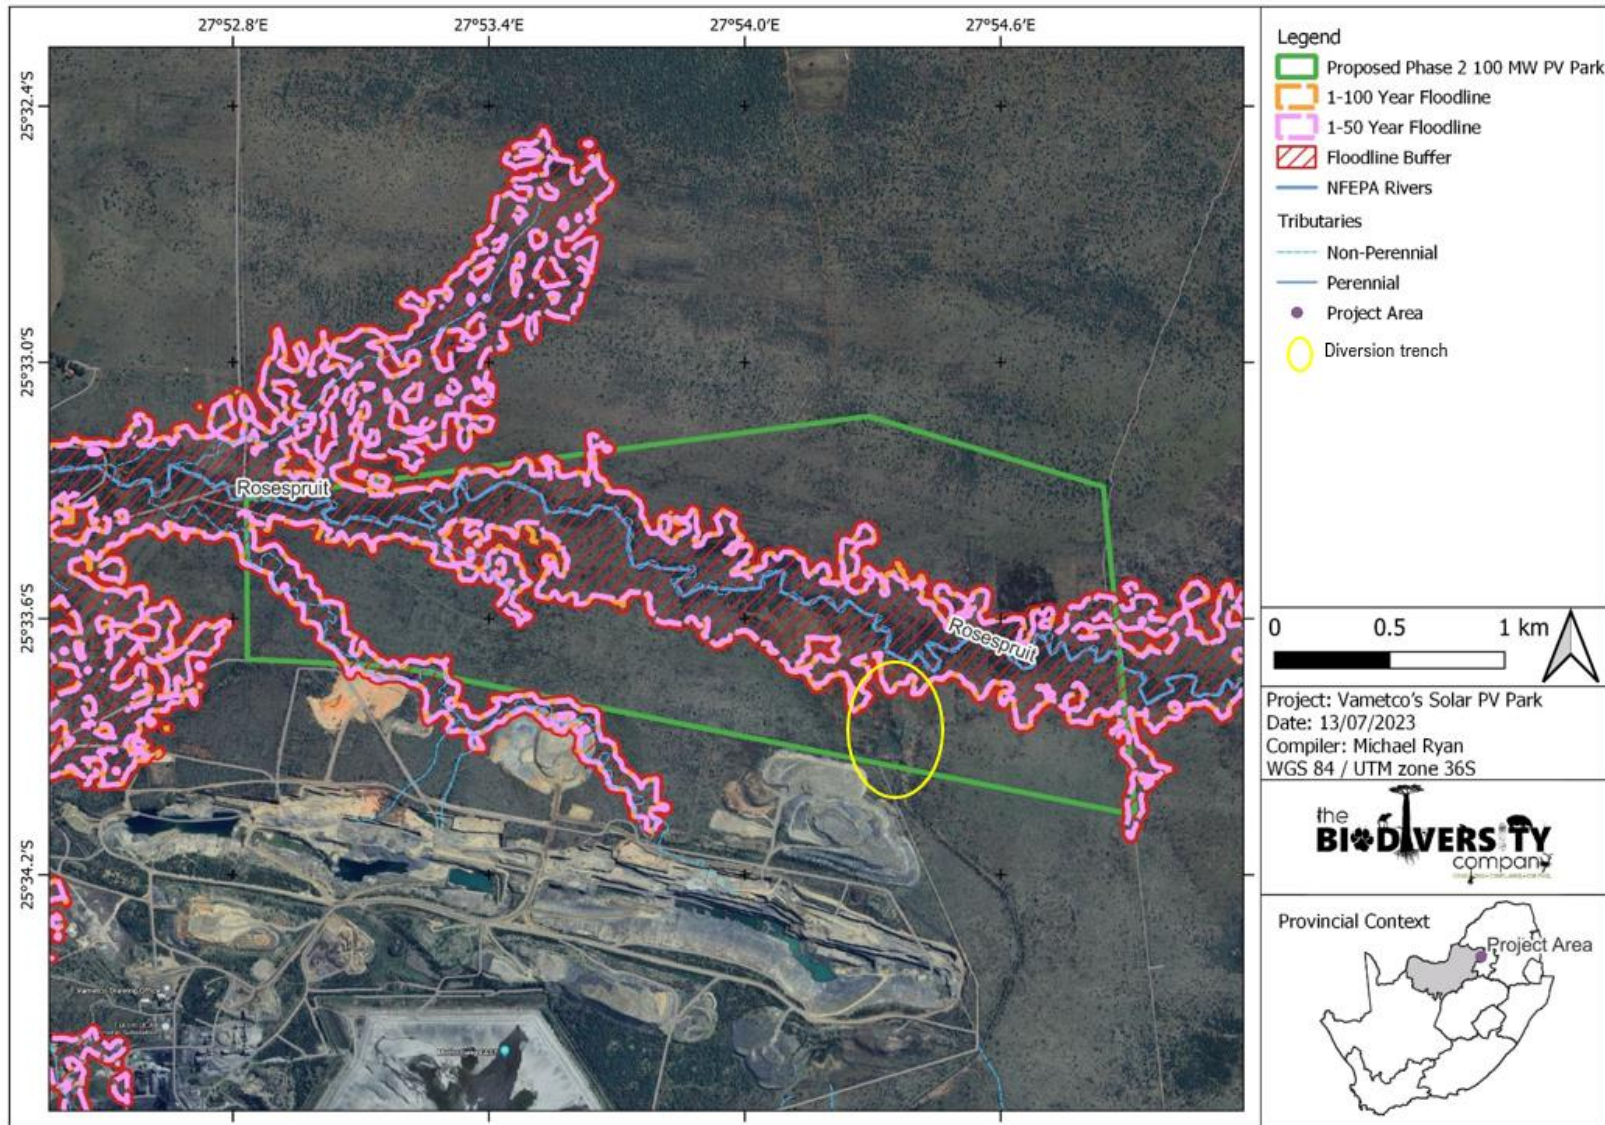 27°52.8'E
27°53.4'E
27°54.0'E
27°54.6'E
25°32.4'S
25°33.0'S
25°33.6'S
25°34.2'S
Rosespruit
Rosespruit
Legend
Proposed Phase 2 100 MW PV Park
1-100 Year Floodline
1-50 Year Floodline
Floodline Buffer
NFEPA Rivers
Tributaries
Non-Perennial
Perennial
Project Area
Diversion trench
0 0.5 1 km
Project: Vametco's Solar PV Park
Date: 13/07/2023
Compiler: Michael Ryan
WGS 84 / UTM zone 36S
the
BIODIVERSITY
company
Provincial Context
Project Area